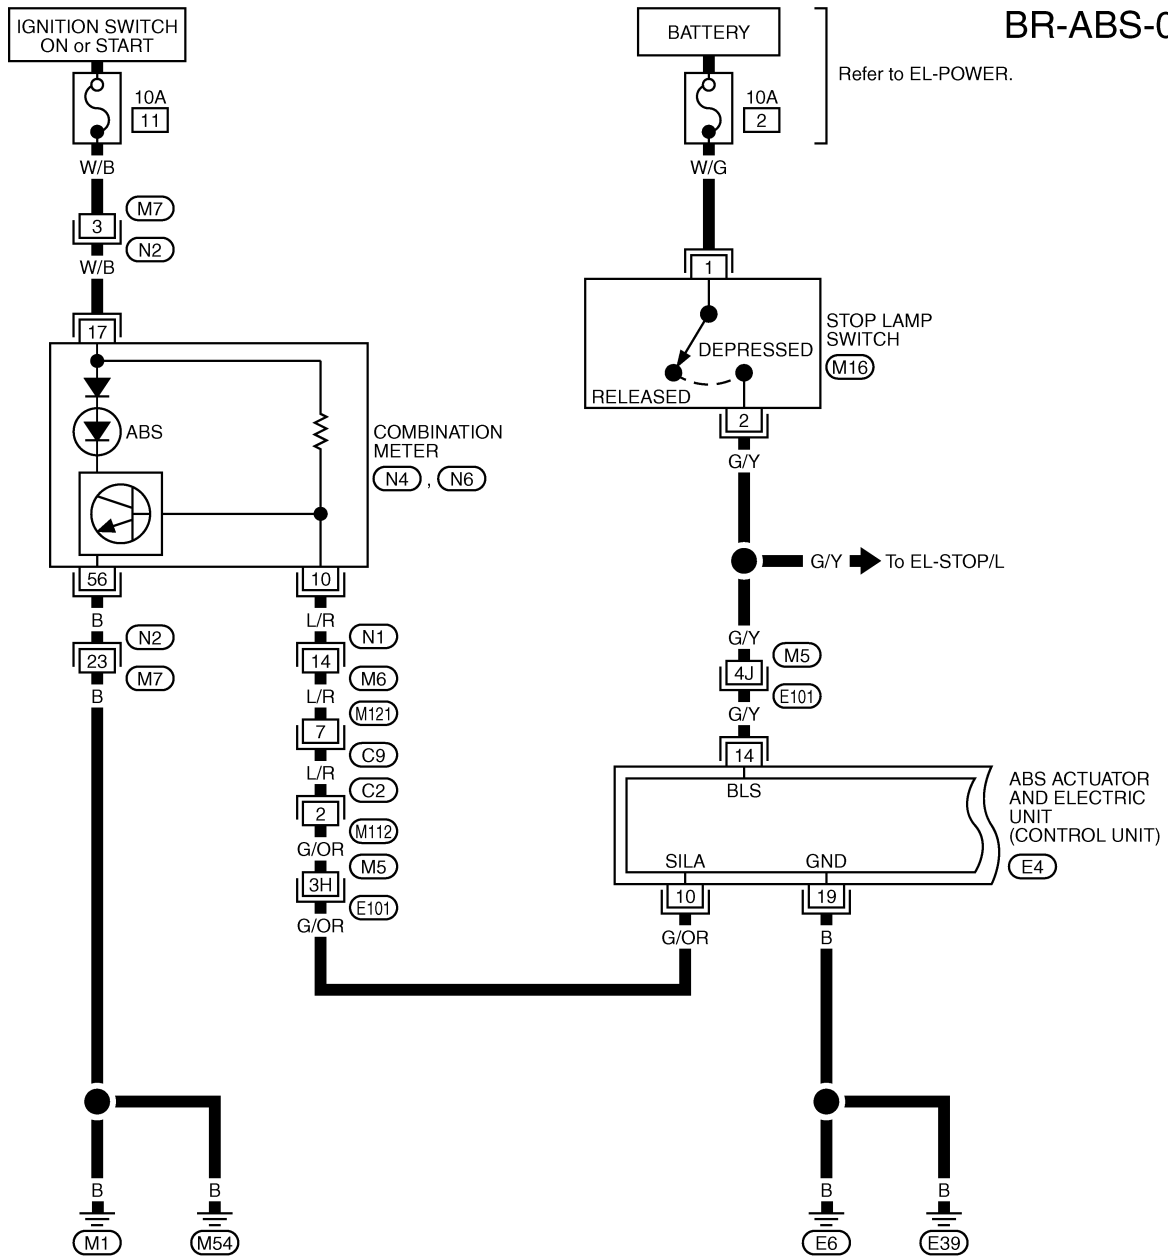 BR-ABS-0
IGNITION SWITCH
ON or START
10A
11
W/B
3
M7
N2
W/B
17
ABS
COMBINATION
METER
N4 , N6
56
B
N2
23
M7
B
10
L/R
N1
14
M6
L/R
M121
7
C9
L/R
C2
2
M112
G/OR
M5
3H
E101
G/OR
B
M1
B
M54
BATTERY
Refer to EL-POWER.
10A
2
W/G
1
STOP LAMP
SWITCH
M16
DEPRESSED
RELEASED
2
G/Y
G/Y
To EL-STOP/L
G/Y
M5
4J
E101
G/Y
14
BLS
ABS ACTUATOR
AND ELECTRIC
UNIT
(CONTROL UNIT)
E4
SILA
GND
10
19
G/OR
B
B
E6
B
E39